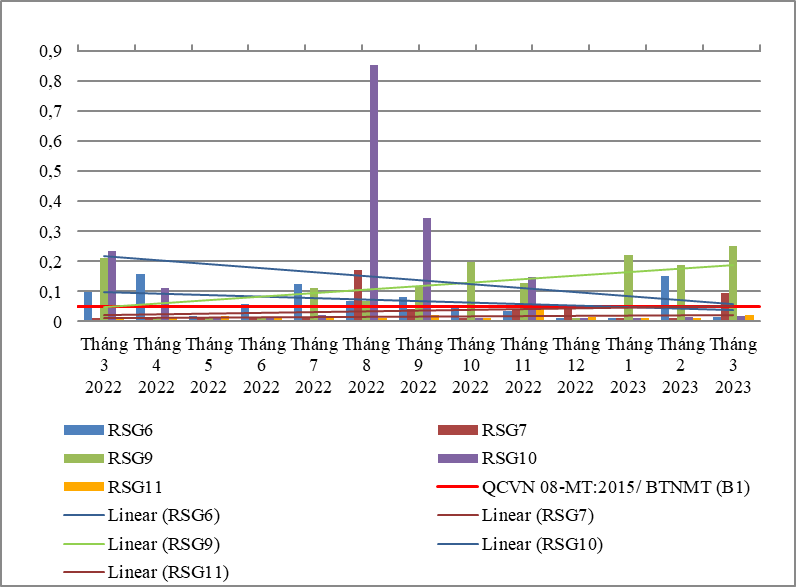 0,9
0,8
0,7
0,6
0,5
0,4
0,3
0,2
0,1
0
Tháng Tháng Tháng Tháng Tháng Tháng Tháng Tháng Tháng Tháng Tháng Tháng Tháng
3 4 5 6 7 8 9 10 11 12 1 2 3
2022 2022 2022 2022 2022 2022 2022 2022 2022 2022 2023 2023 2023
RSG6 RSG7
RSG9 RSG10
RSG11 QCVN 08-MT:2015/ BTNMT (B1)
Linear (RSG6) Linear (RSG7)
Linear (RSG9) Linear (RSG10)
Linear (RSG11)